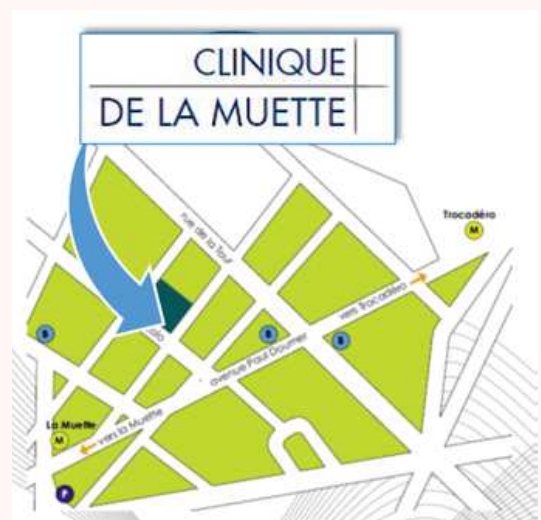 CLINIQUE
DE LA MUETTE
Trocadéro
M
rue de la Tour
vers Trocadéro
B
B
B
avenue Paul Doumer
La Muette
M
vers la Muette
P